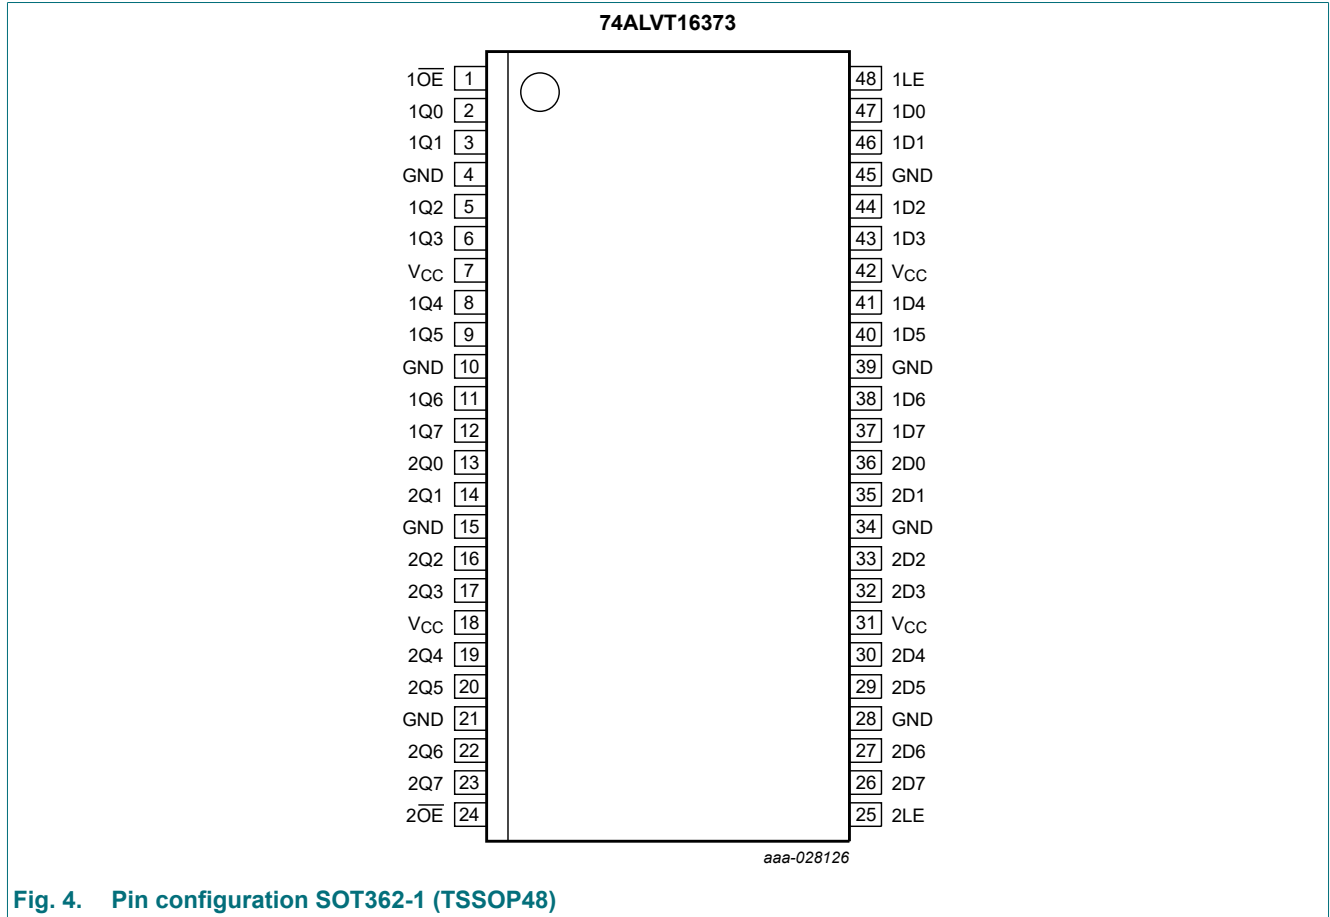 74ALVT16373
1O̅E̅ 1 48 1LE
1Q0 2 47 1D0
1Q1 3 46 1D1
GND 4 45 GND
1Q2 5 44 1D2
1Q3 6 43 1D3
VCC 7 42 VCC
1Q4 8 41 1D4
1Q5 9 40 1D5
GND 10 39 GND
1Q6 11 38 1D6
1Q7 12 37 1D7
2Q0 13 36 2D0
2Q1 14 35 2D1
GND 15 34 GND
2Q2 16 33 2D2
2Q3 17 32 2D3
VCC 18 31 VCC
2Q4 19 30 2D4
2Q5 20 29 2D5
GND 21 28 GND
2Q6 22 27 2D6
2Q7 23 26 2D7
2O̅E̅ 24 25 2LE
aaa-028126
Fig. 4. Pin configuration SOT362-1 (TSSOP48)